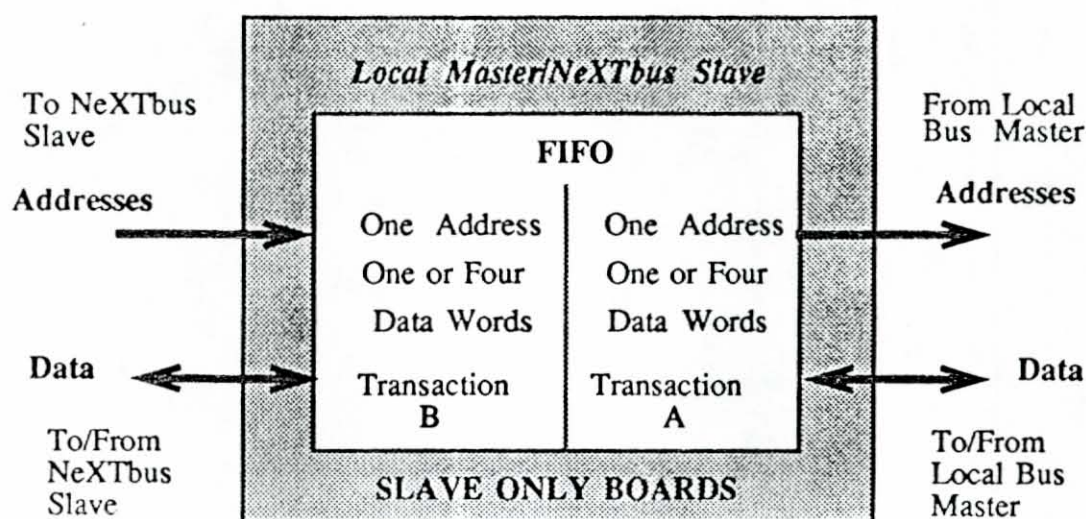 Local Master/NeXTbus Slave
To NeXTbus
Slave
Addresses
From Local
Bus Master
Addresses
FIFO
One Address
One or Four
Data Words
Transaction
B
One Address
One or Four
Data Words
Transaction
A
Data
To/From
NeXTbus
Slave
Data
To/From
Local Bus
Master
SLAVE ONLY BOARDS